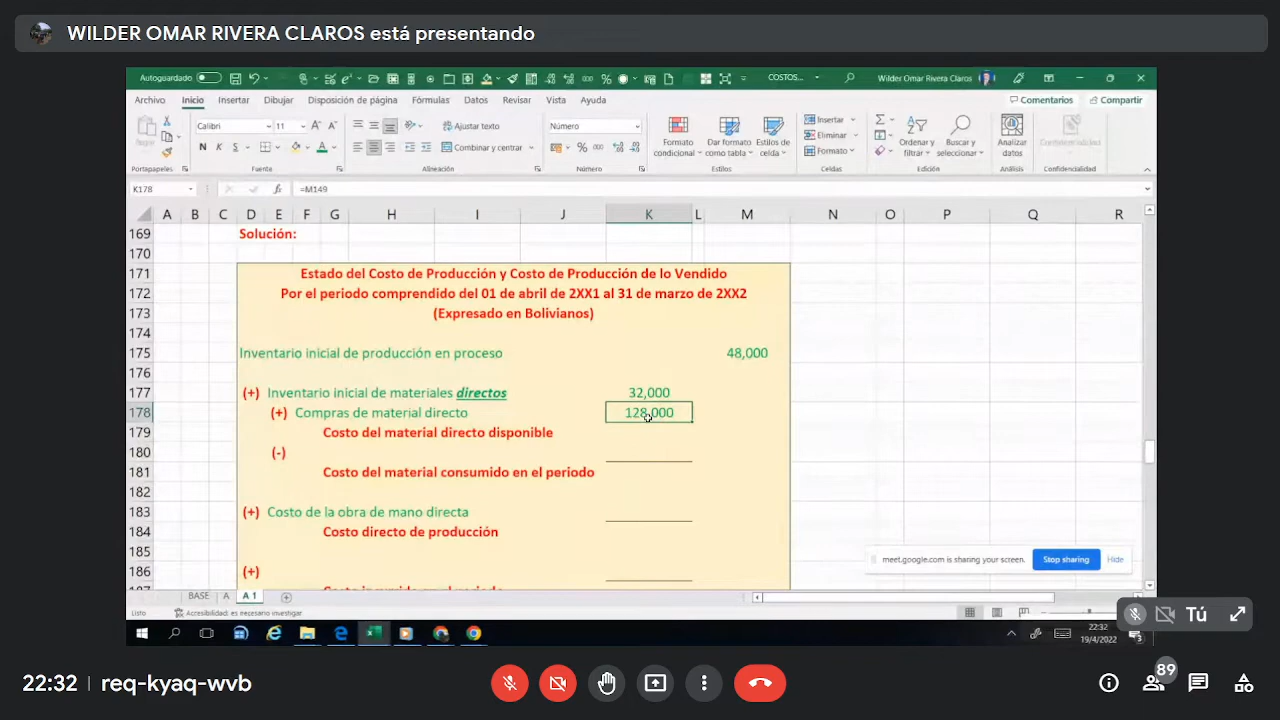 WILDER OMAR RIVERA CLAROS está presentando
Autoguardado
COSTOS...
Wilder Omar Rivera Claros
Archivo Inicio Insertar Dibujar Disposición de página Fórmulas Datos Revisar Vista Ayuda
Comentarios Compartir
Calibri 11
Ajustar texto
Número
Combinar y centrar
Formato condicional
Dar formato como tabla
Estilos de celda
Insertar
Eliminar
Formato
Ordenar y filtrar
Buscar y seleccionar
Analizar datos
Portapapeles Fuente Alineación Número Estilos Celdas Edición Análisis Confidencialidad
K178 =M149
A B C D E F G H I J K L M N O P Q R
169 Solución:
170
171 Estado del Costo de Producción y Costo de Producción de lo Vendido
172 Por el periodo comprendido del 01 de abril de 2XX1 al 31 de marzo de 2XX2
173 (Expresado en Bolivianos)
174
175 Inventario inicial de producción en proceso 48,000
176
177 (+) Inventario inicial de materiales directos 32,000
178 (+) Compras de material directo 128,000
179 Costo del material directo disponible
180 (-)
181 Costo del material consumido en el periodo
182
183 (+) Costo de la obra de mano directa
184 Costo directo de producción
185
186 (+)
meet.google.com is sharing your screen. Stop sharing Hide
BASE A A 1
Listo Accesibilidad: es necesario investigar
Tú
22:32
19/4/2022
22:32 req-kyaq-wvb
89